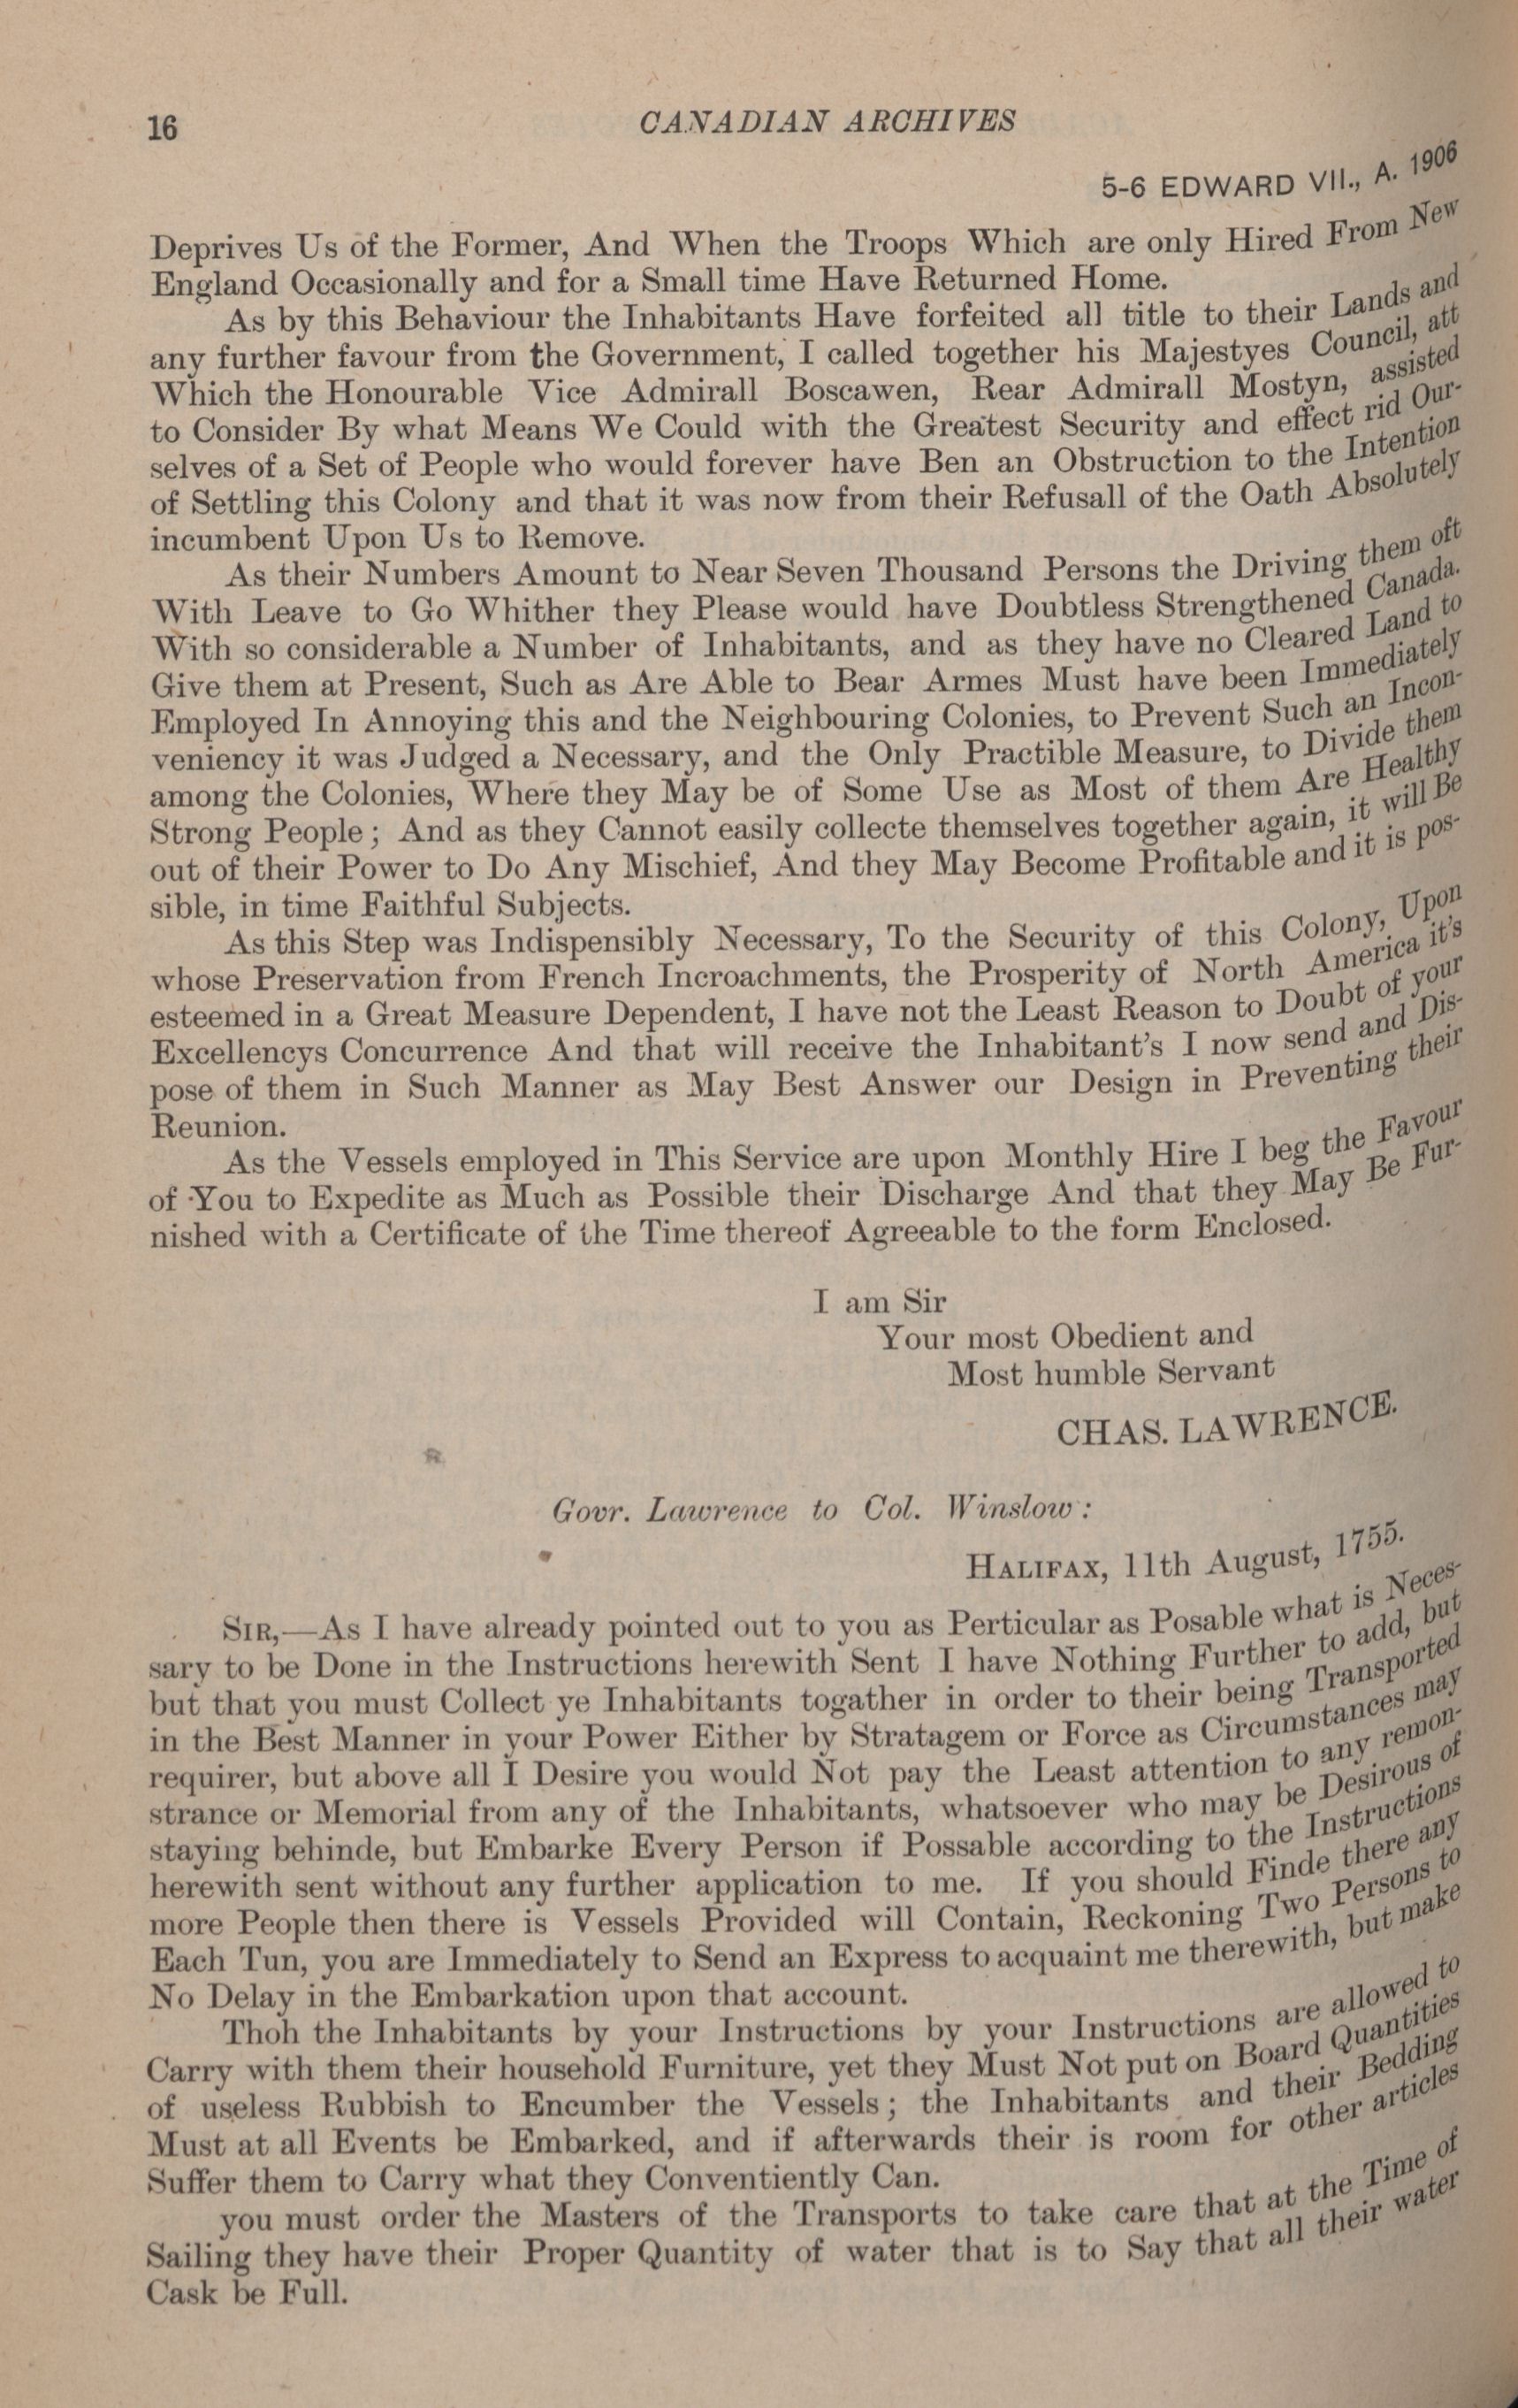 16
CANADIAN ARCHIVES
5-6 EDWARD VII., A. 1906
Deprives Us of the Former, And When the Troops Which are only Hired From New
England Occasionally and for a Small time Have Returned Home.
As by this Behaviour the Inhabitants Have forfeited all title to their Lands and
any further favour from the Government, I called together his Majestyes Council, att
Which the Honourable Vice Admirall Boscawen, Rear Admirall Mostyn, assisted
to Consider By what Means We Could with the Greatest Security and effect rid Our-
selves of a Set of People who would forever have Ben an Obstruction to the Intention
of Settling this Colony and that it was now from their Refusall of the Oath Absolutely
incumbent Upon Us to Remove.
As their Numbers Amount to Near Seven Thousand Persons the Driving them oft
With Leave to Go Whither they Please would have Doubtless Strengthened Canada.
With so considerable a Number of Inhabitants, and as they have no Cleared Land to
Give them at Present, Such as Are Able to Bear Armes Must have been Immediately
Employed In Annoying this and the Neighbouring Colonies, to Prevent Such an Incon-
veniency it was Judged a Necessary, and the Only Practible Measure, to Divide them
among the Colonies, Where they May be of Some Use as Most of them Are Healthy
Strong People; And as they Cannot easily collecte themselves together again, it will Be
out of their Power to Do Any Mischief, And they May Become Profitable and it is pos-
sible, in time Faithful Subjects.
As this Step was Indispensibly Necessary, To the Security of this Colony, Upon
whose Preservation from French Incroachments, the Prosperity of North America it's
esteemed in a Great Measure Dependent, I have not the Least Reason to Doubt of your
Excellencys Concurrence And that will receive the Inhabitant's I now send and Dis-
pose of them in Such Manner as May Best Answer our Design in Preventing their
Reunion.
As the Vessels employed in This Service are upon Monthly Hire I beg the Favour
of You to Expedite as Much as Possible their Discharge And that they May Be Fur-
nished with a Certificate of the Time thereof Agreeable to the form Enclosed.
I am Sir
Your most Obedient and
Most humble Servant
CHAS. LAWRENCE.
Govr. Lawrence to Col. Winslow:
HALIFAX, 11th August, 1755.
SIR,—As I have already pointed out to you as Perticular as Posable what is Neces-
sary to be Done in the Instructions herewith Sent I have Nothing Further to add, but
but that you must Collect ye Inhabitants togather in order to their being Transported
in the Best Manner in your Power Either by Stratagem or Force as Circumstances may
requirer, but above all I Desire you would Not pay the Least attention to any remon-
strance or Memorial from any of the Inhabitants, whatsoever who may be Desirous of
staying behinde, but Embarke Every Person if Possable according to the Instructions
herewith sent without any further application to me. If you should Finde there any
more People then there is Vessels Provided will Contain, Reckoning Two Persons to
Each Tun, you are Immediately to Send an Express to acquaint me therewith, but make
No Delay in the Embarkation upon that account.
Thoh the Inhabitants by your Instructions by your Instructions are allowed to
Carry with them their household Furniture, yet they Must Not put on Board Quantities
of useless Rubbish to Encumber the Vessels; the Inhabitants and their Bedding
Must at all Events be Embarked, and if afterwards their is room for other articles
Suffer them to Carry what they Conventiently Can.
you must order the Masters of the Transports to take care that at the Time of
Sailing they have their Proper Quantity of water that is to Say that all their water
Cask be Full.